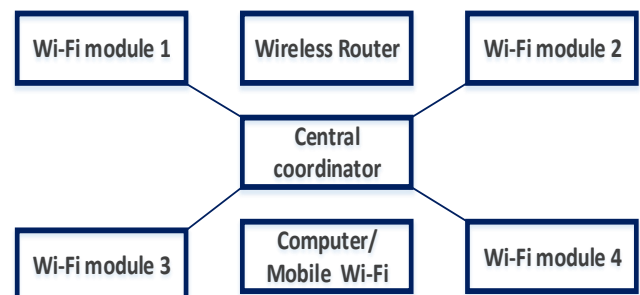 Wi-Fi module 1
Wireless Router
Wi-Fi module 2
Central
coordinator
Wi-Fi module 3
Computer/
Mobile Wi-Fi
Wi-Fi module 4